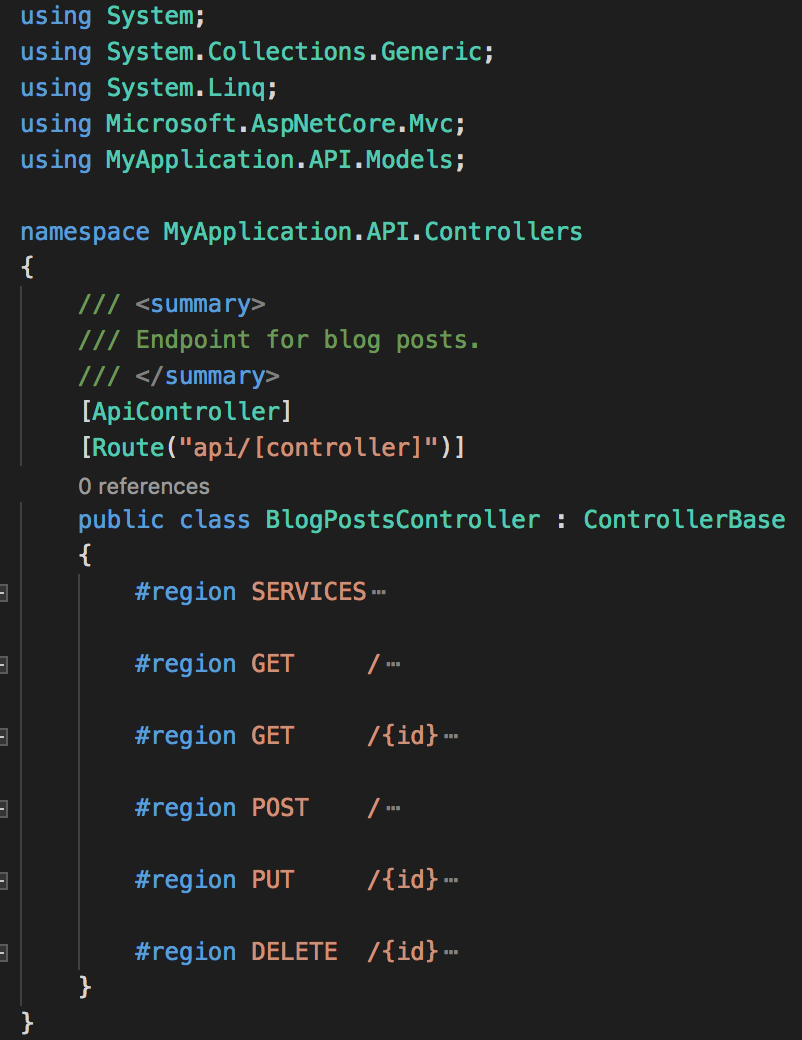 using System;
using System.Collections.Generic;
using System.Linq;
using Microsoft.AspNetCore.Mvc;
using MyApplication.API.Models;

namespace MyApplication.API.Controllers
{
    /// <summary>
    /// Endpoint for blog posts.
    /// </summary>
    [ApiController]
    [Route("api/[controller]")]
    0 references
    public class BlogPostsController : ControllerBase
    {
        #region SERVICES…

        #region GET     /…

        #region GET     /{id}…

        #region POST    /…

        #region PUT     /{id}…

        #region DELETE  /{id}…
    }
}